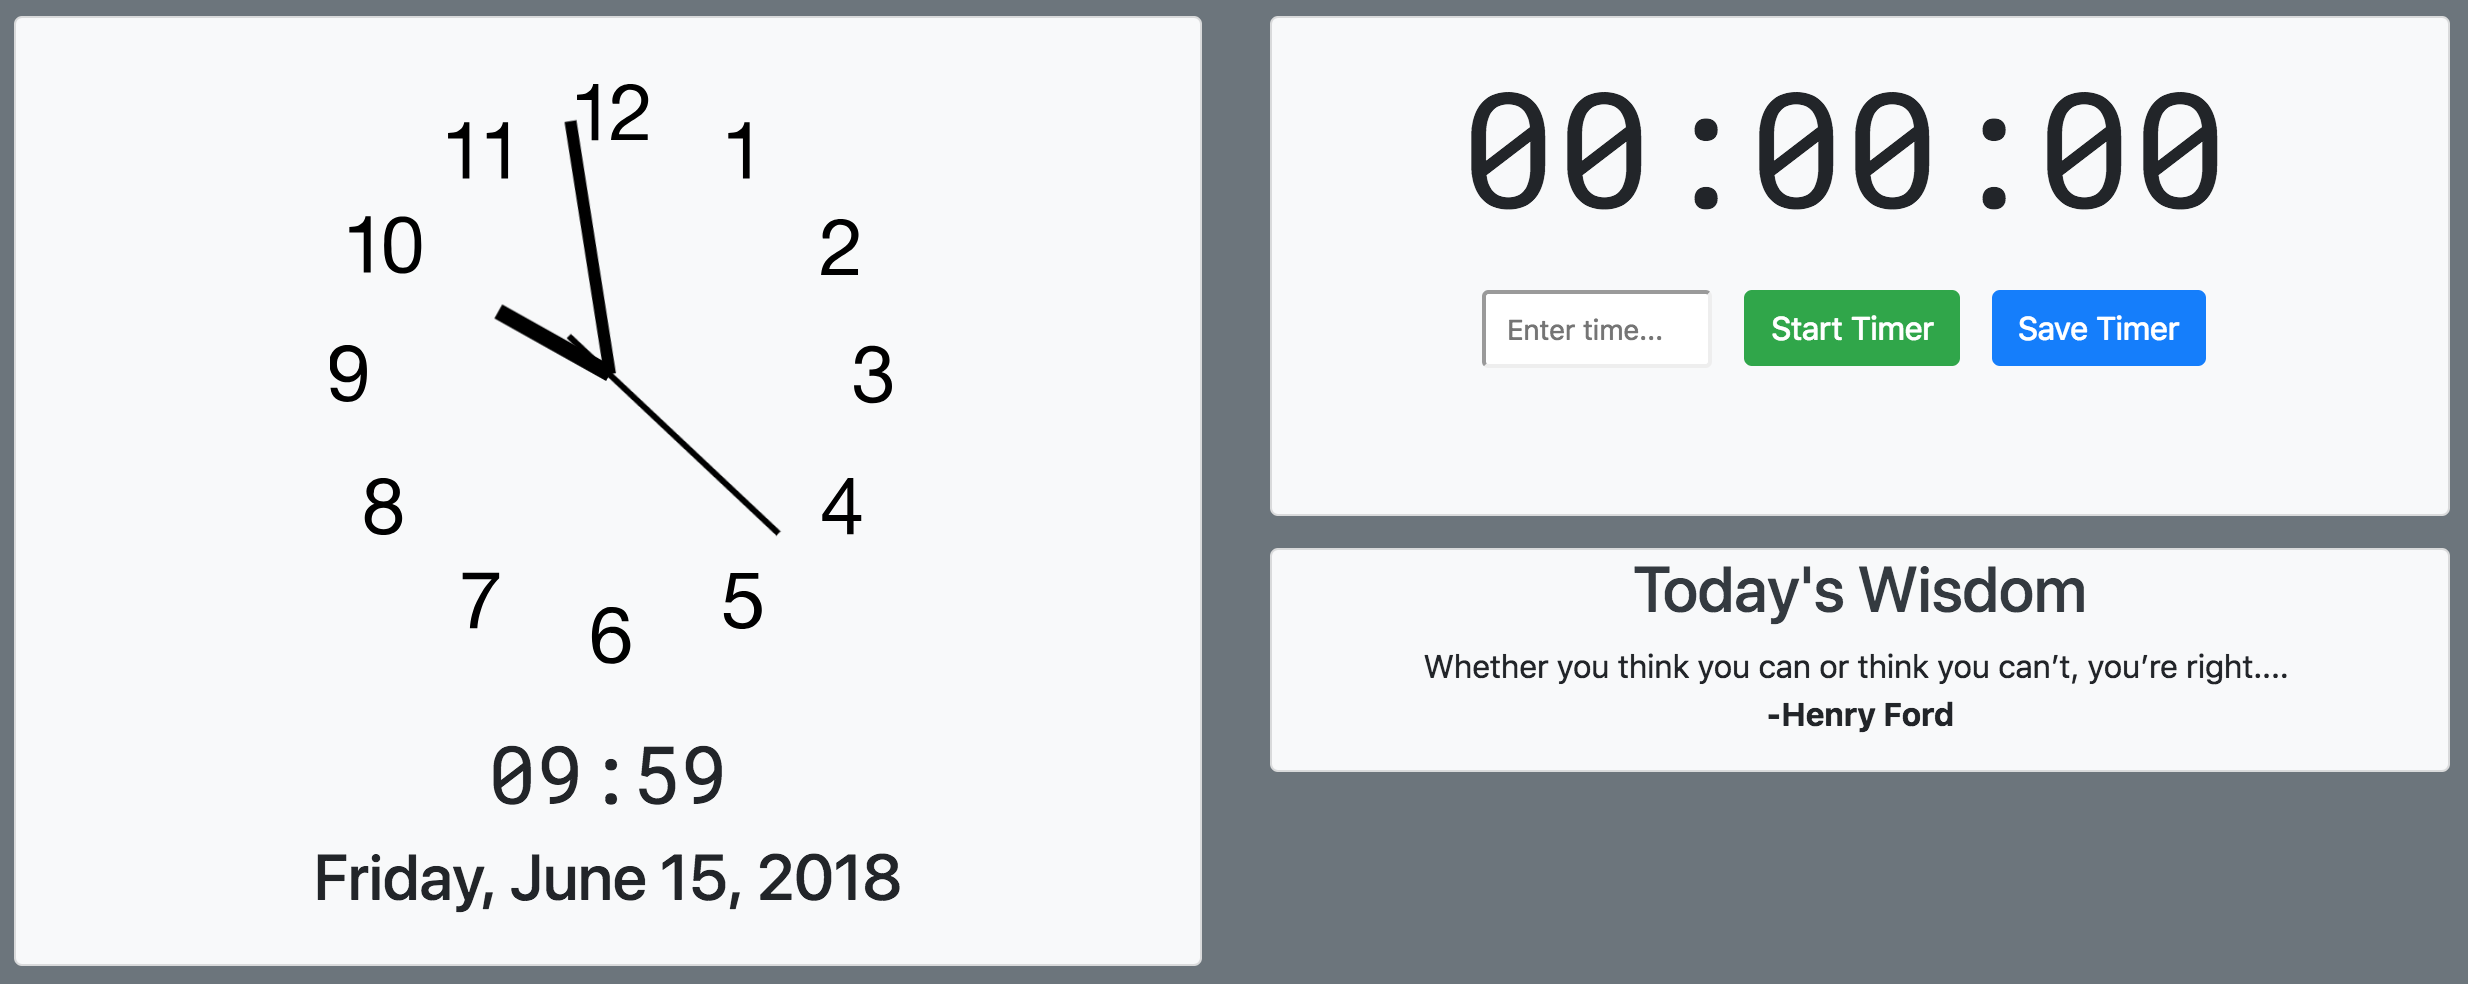 12
11
1
10
2
9
3
8
4
7
5
6
09:59
Friday, June 15, 2018
00:00:00
Enter time...
Start Timer
Save Timer
Today's Wisdom
Whether you think you can or think you can’t, you’re right....
-Henry Ford